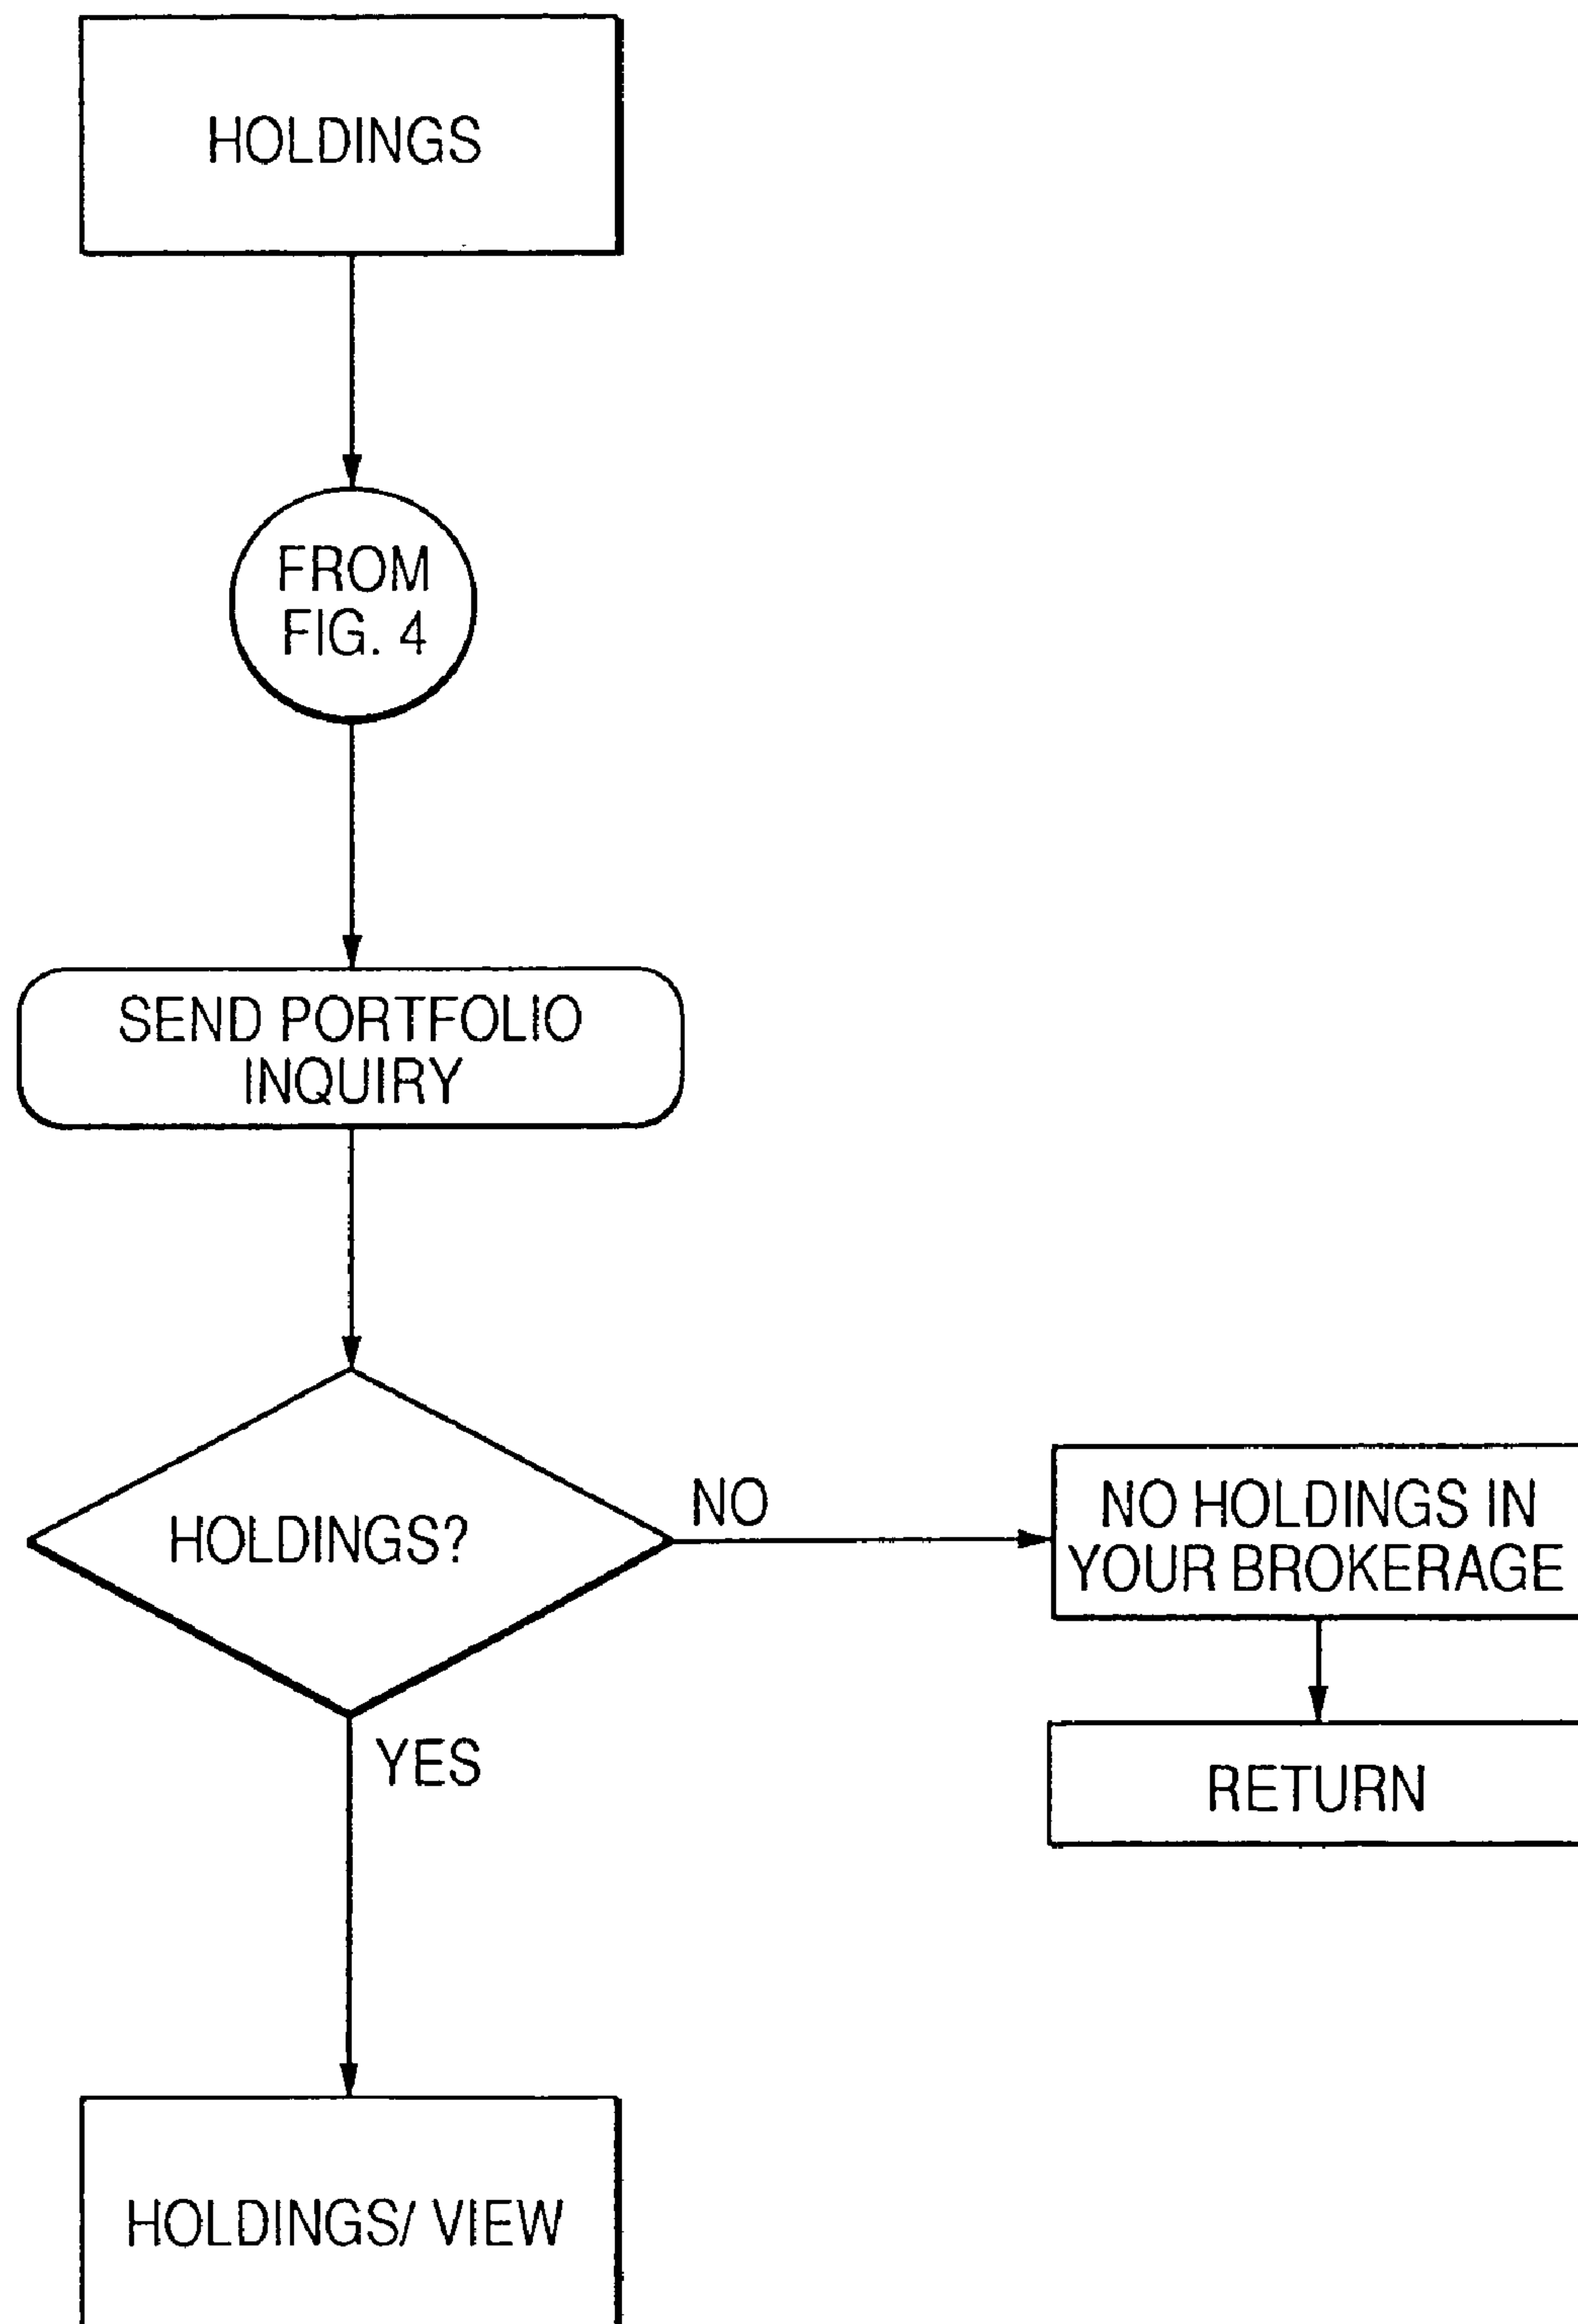 HOLDINGS
FROM
FIG. 4
SEND PORTFOLIO
INQUIRY
HOLDINGS?
NO
NO HOLDINGS IN
YOUR BROKERAGE
YES
RETURN
HOLDINGS/ VIEW